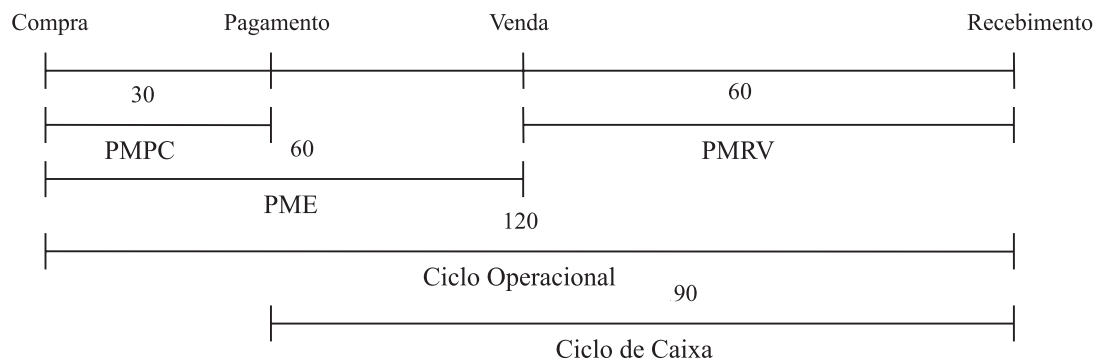 Compra Pagamento Venda Recebimento
30 60
PMPC 60 PMRV
PME
120
Ciclo Operacional
90
Ciclo de Caixa